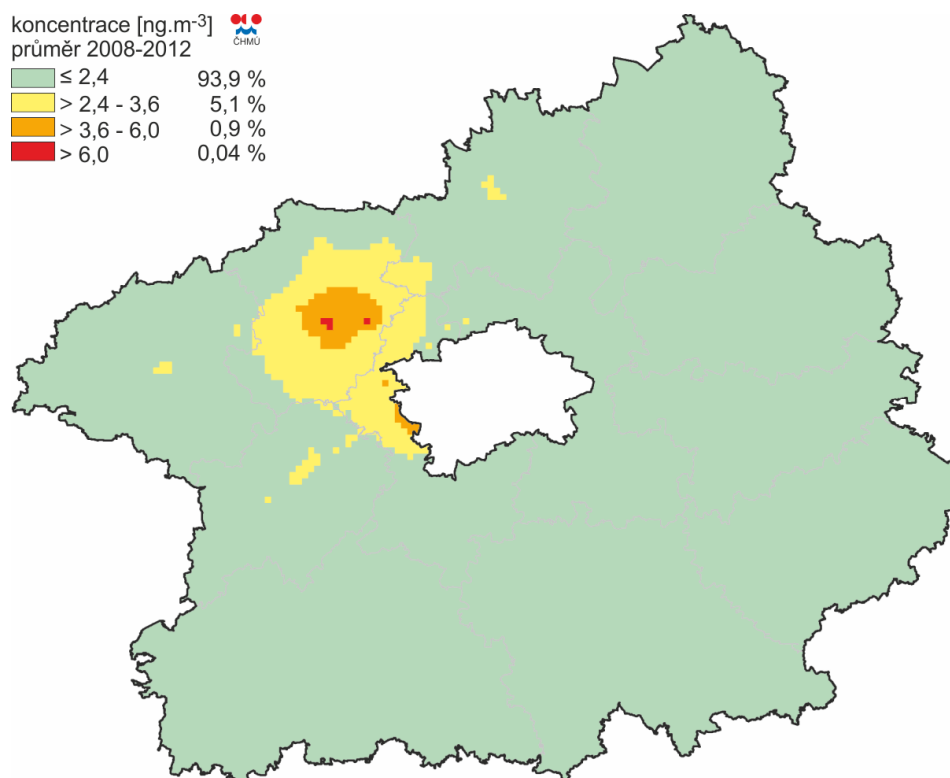 koncentrace [ng.m-3]
ČHMÚ
průměr 2008-2012
≤ 2,4 93,9 %
> 2,4 - 3,6 5,1 %
> 3,6 - 6,0 0,9 %
> 6,0 0,04 %